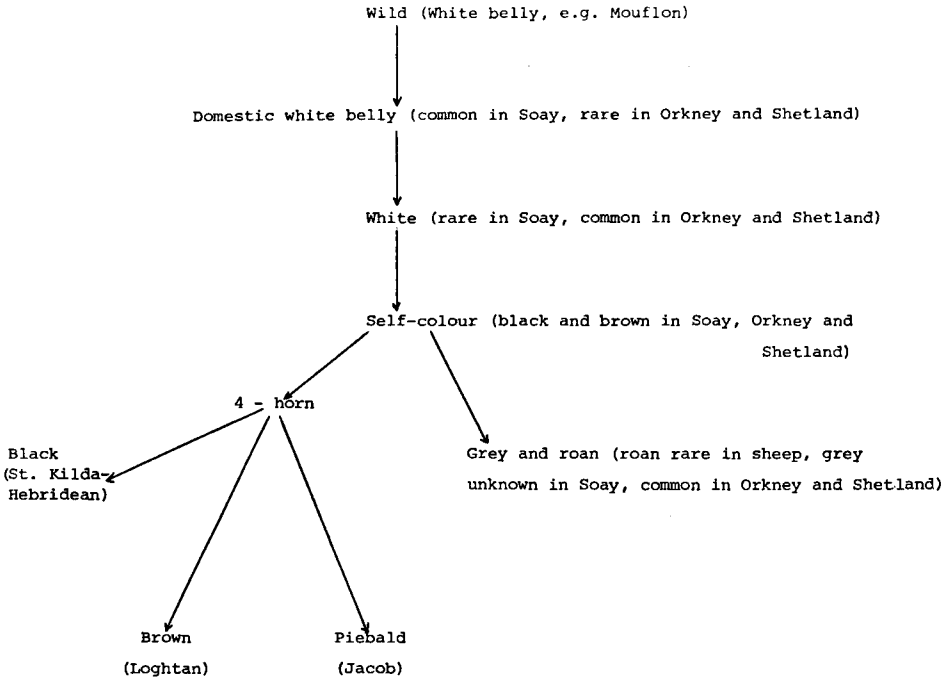 Wild (White belly, e.g. Mouflon)
Domestic white belly (common in Soay, rare in Orkney and Shetland)
White (rare in Soay, common in Orkney and Shetland)
Self-colour (black and brown in Soay, Orkney and
Shetland)
4 - horn
Black
(St. Kilda-
Hebridean)
Grey and roan (roan rare in sheep, grey
unknown in Soay, common in Orkney and Shetland)
Brown
(Loghtan)
Piebald
(Jacob)